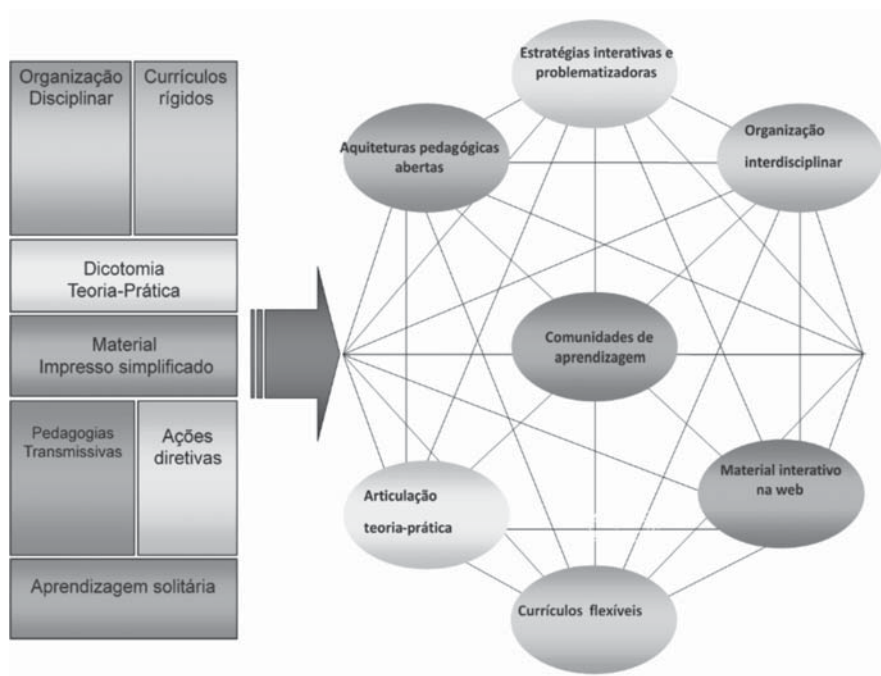 Organização
Disciplinar
Currículos
rígidos
Dicotomia
Teoria-Prática
Material
Impresso simplificado
Pedagogias
Transmissivas
Ações
diretivas
Aprendizagem solitária
Estratégias interativas e
problematizadoras
Aquiteturas pedagógicas
abertas
Organização
interdisciplinar
Comunidades de
aprendizagem
Articulação
teoria-prática
Material interativo
na web
Currículos flexíveis